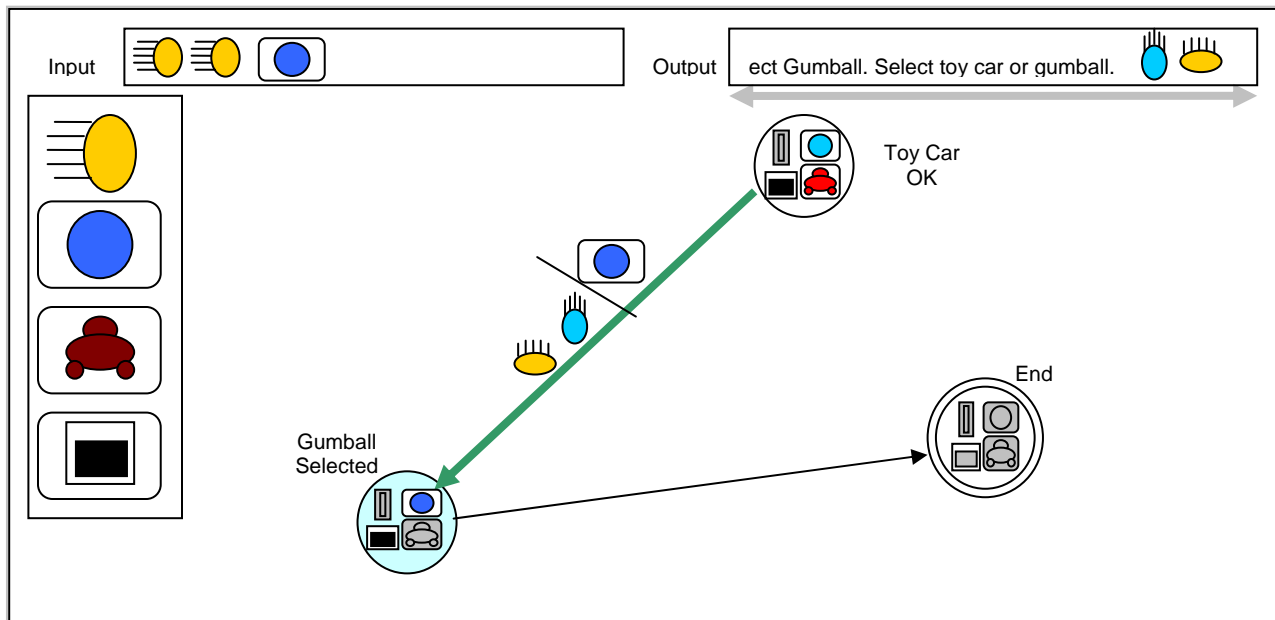 Input
Output
ect Gumball. Select toy car or gumball.
Toy Car
OK
End
Gumball
Selected